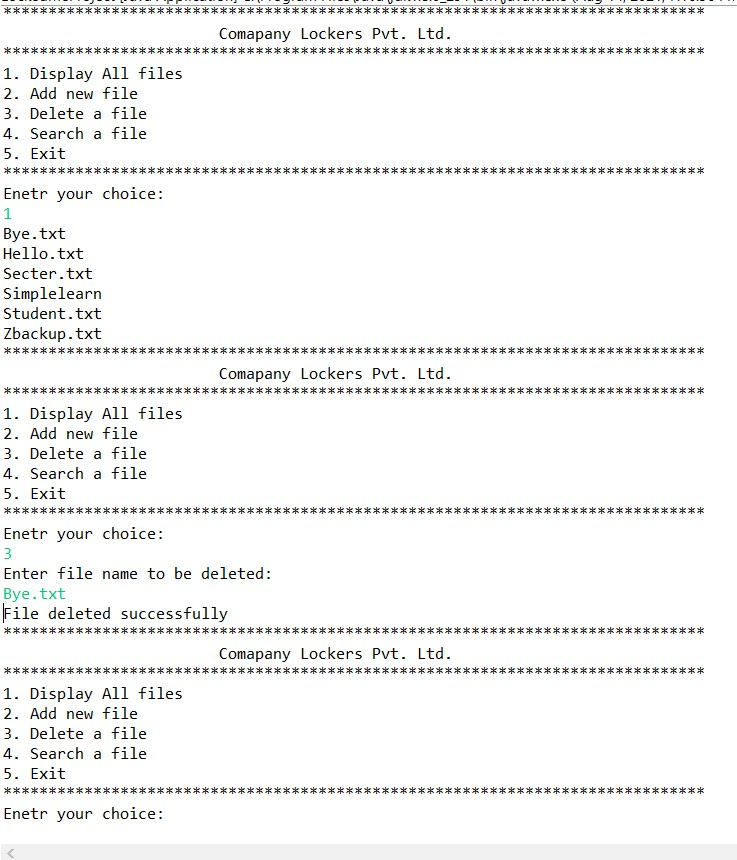 ***************************************************************************
Comapany Lockers Pvt. Ltd.
******************************************************************************
1. Display All files
2. Add new file
3. Delete a file
4. Search a file
5. Exit
******************************************************************************
Enetr your choice:
1
Bye.txt
Hello.txt
Secter.txt
Simplelearn
Student.txt
Zbackup.txt
******************************************************************************
Comapany Lockers Pvt. Ltd.
******************************************************************************
1. Display All files
2. Add new file
3. Delete a file
4. Search a file
5. Exit
******************************************************************************
Enetr your choice:
3
Enter file name to be deleted:
Bye.txt
File deleted successfully
******************************************************************************
Comapany Lockers Pvt. Ltd.
******************************************************************************
1. Display All files
2. Add new file
3. Delete a file
4. Search a file
5. Exit
******************************************************************************
Enetr your choice: